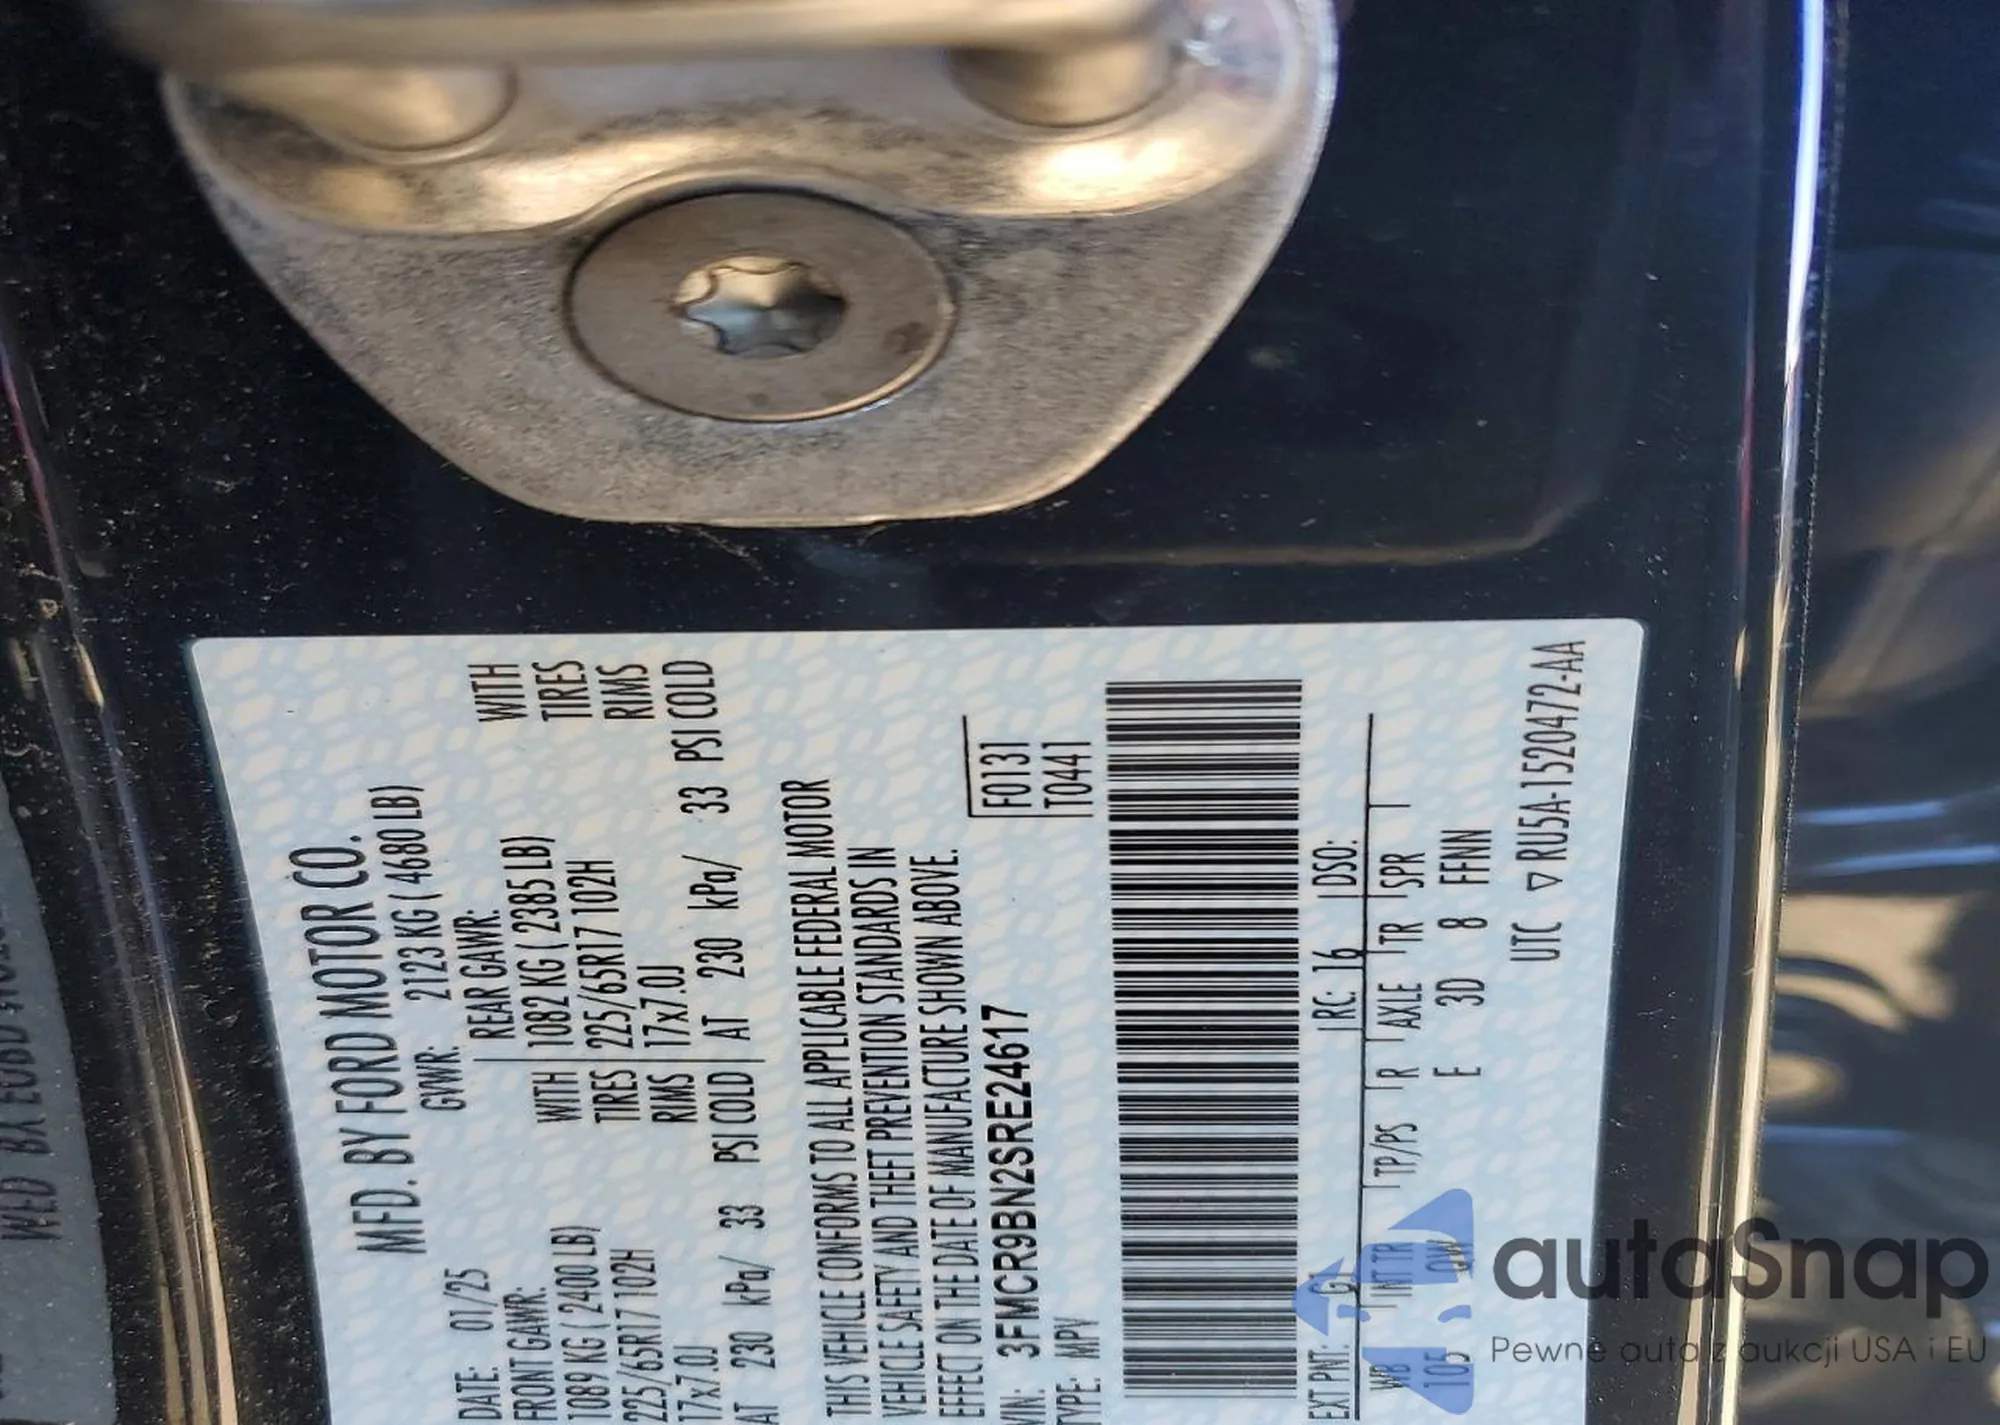 MFD. BY FORD MOTOR CO.
DATE: 01/25 GVWR: 2123 KG ( 4680 LB)
FRONT GAWR: REAR GAWR:
1089 KG ( 2400 LB) WITH 1082 KG ( 2385 LB) WITH
225/65R17 102H TIRES 225/65R17 102H TIRES
17x7.0J RIMS 17x7.0J RIMS
AT 230 kPa/ 33 PSI COLD AT 230 kPa/ 33 PSI COLD
THIS VEHICLE CONFORMS TO ALL APPLICABLE FEDERAL MOTOR
VEHICLE SAFETY AND THEFT PREVENTION STANDARDS IN
EFFECT ON THE DATE OF MANUFACTURE SHOWN ABOVE.
VIN: 3FMCR9BN2SRE24617 F0131
TYPE: MPV T0441
EXT PNT: RC: 16 DSO:
WB INT TR TP/PS R AXLE TR SPR
105 E 3D 8 FFNN
UTC ▽ RU5A-1520472-AA
autaSnap
Pewne auta z aukcji USA i EU